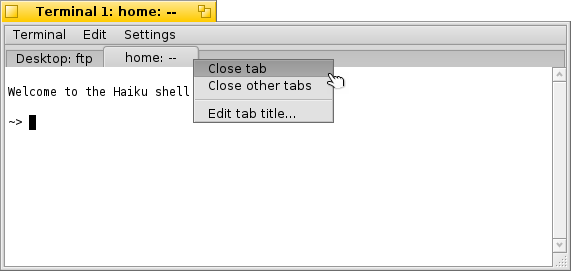 Terminal 1: home: --
Terminal Edit Settings
Desktop: ftp home: --
Close tab
Close other tabs
Edit tab title...
Welcome to the Haiku shell
~>